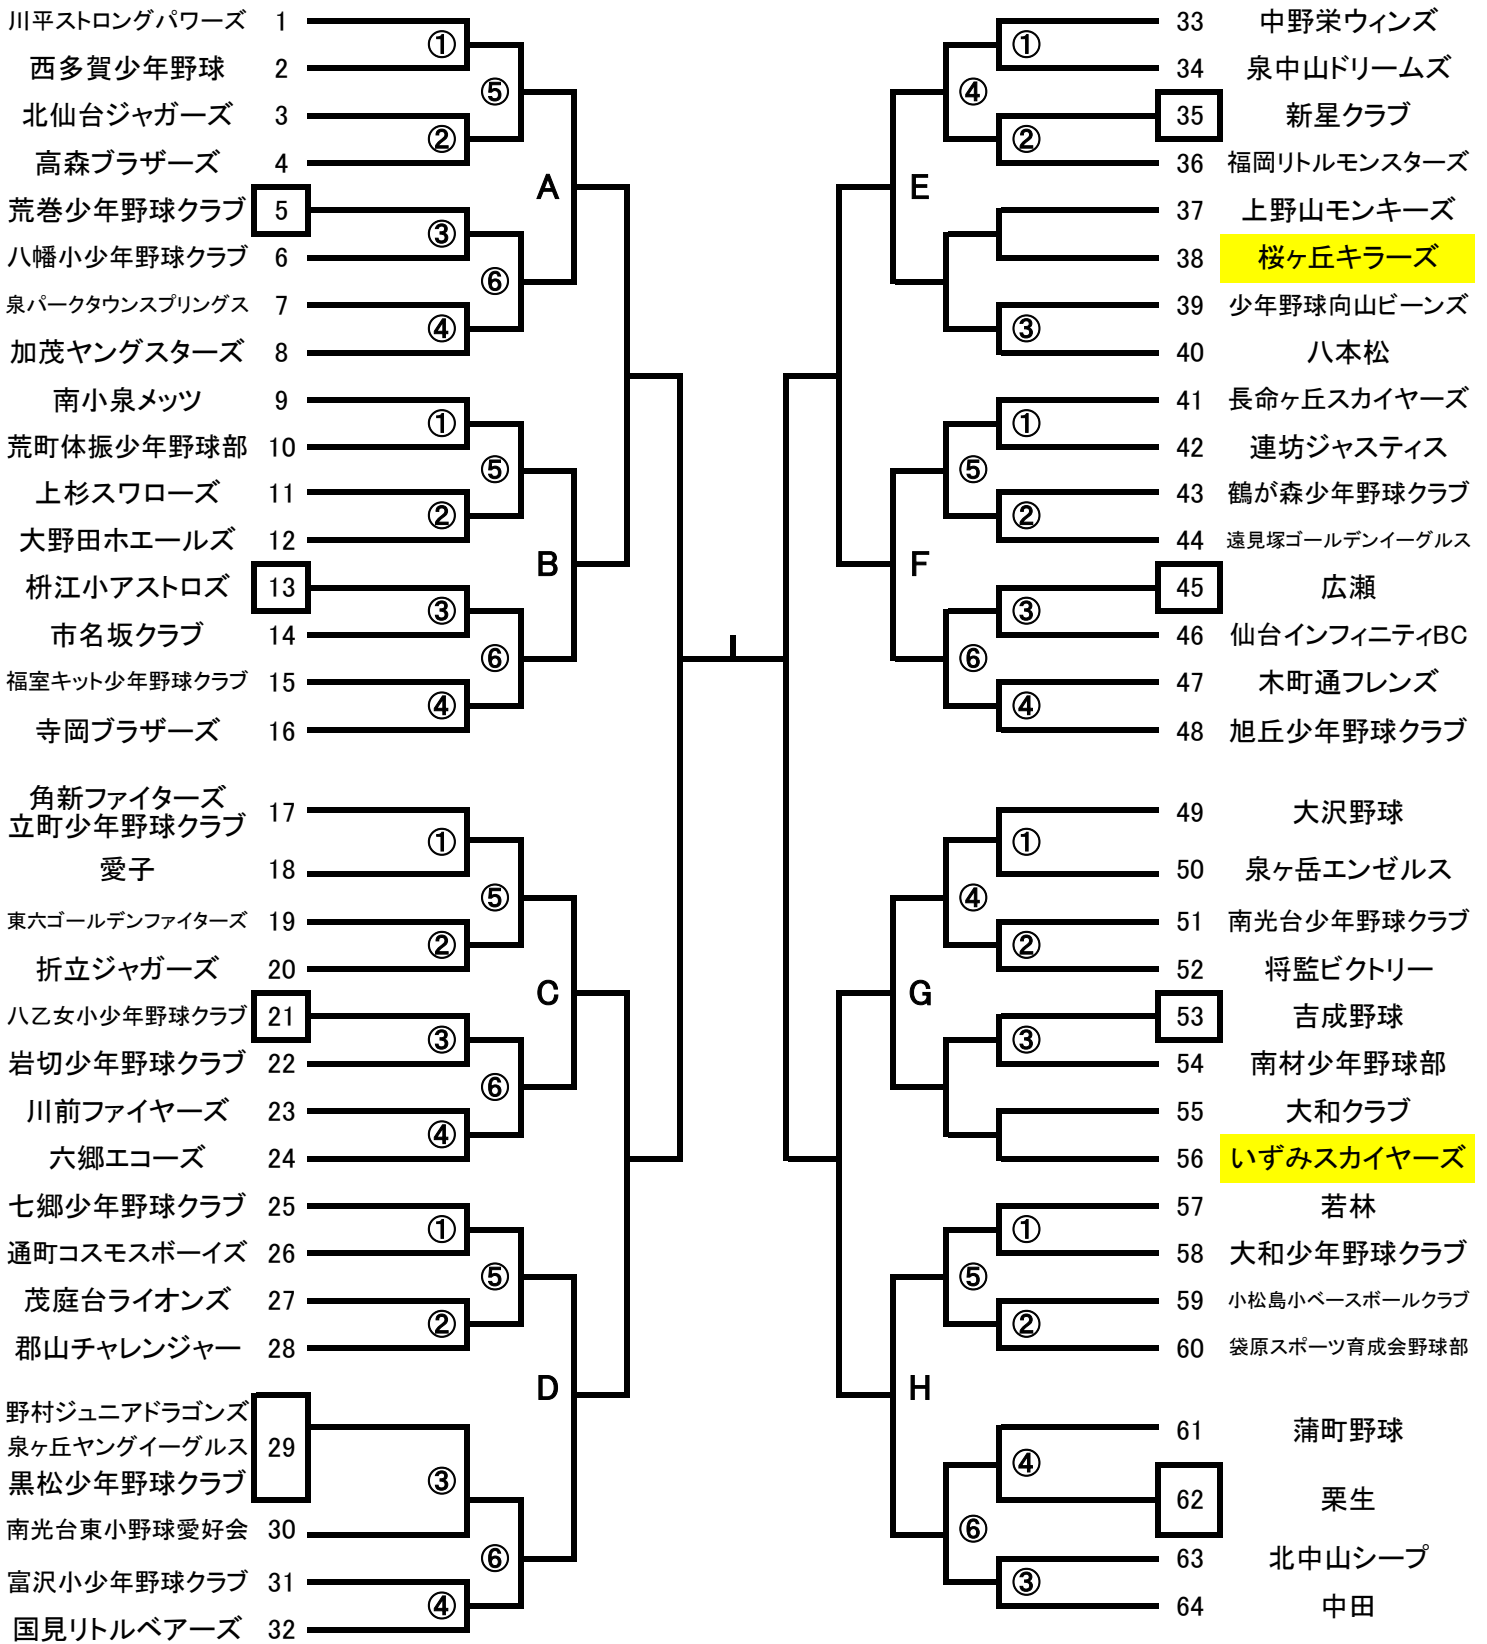 川平ストロングパワーズ 1
①
西多賀少年野球 2
⑤
北仙台ジャガーズ 3
②
高森ブラザーズ 4
A
荒巻少年野球クラブ 5
③
八幡小少年野球クラブ 6
⑥
泉パークタウンスプリングス 7
④
加茂ヤングスターズ 8
南小泉メッツ 9
①
荒町体振少年野球部 10
⑤
上杉スワローズ 11
②
大野田ホエールズ 12
B
枡江小アストロズ 13
③
市名坂クラブ 14
⑥
福室キット少年野球クラブ 15
④
寺岡ブラザーズ 16
角新ファイターズ
立町少年野球クラブ 17
①
愛子 18
⑤
東六ゴールデンファイターズ 19
②
折立ジャガーズ 20
C
八乙女小少年野球クラブ 21
③
岩切少年野球クラブ 22
⑥
川前ファイヤーズ 23
④
六郷エコーズ 24
七郷少年野球クラブ 25
①
通町コスモスボーイズ 26
⑤
茂庭台ライオンズ 27
②
郡山チャレンジャー 28
D
野村ジュニアドラゴンズ
泉ヶ丘ヤングイーグルス 29
黒松少年野球クラブ
③
南光台東小野球愛好会 30
⑥
富沢小少年野球クラブ 31
④
国見リトルベアーズ 32
33 中野栄ウィンズ
①
34 泉中山ドリームズ
④
35 新星クラブ
②
36 福岡リトルモンスターズ
E
37 上野山モンキーズ
38 桜ヶ丘キラーズ
39 少年野球向山ビーンズ
③
40 八本松
41 長命ヶ丘スカイヤーズ
①
42 連坊ジャスティス
⑤
43 鶴が森少年野球クラブ
②
44 遠見塚ゴールデンイーグルス
F
45 広瀬
③
46 仙台インフィニティBC
⑥
47 木町通フレンズ
④
48 旭丘少年野球クラブ
49 大沢野球
①
50 泉ヶ岳エンゼルス
④
51 南光台少年野球クラブ
②
52 将監ビクトリー
G
53 吉成野球
③
54 南材少年野球部
55 大和クラブ
56 いずみスカイヤーズ
57 若林
①
58 大和少年野球クラブ
⑤
59 小松島小ベースボールクラブ
②
60 袋原スポーツ育成会野球部
H
61 蒲町野球
④
62 栗生
⑥
63 北中山シープ
③
64 中田